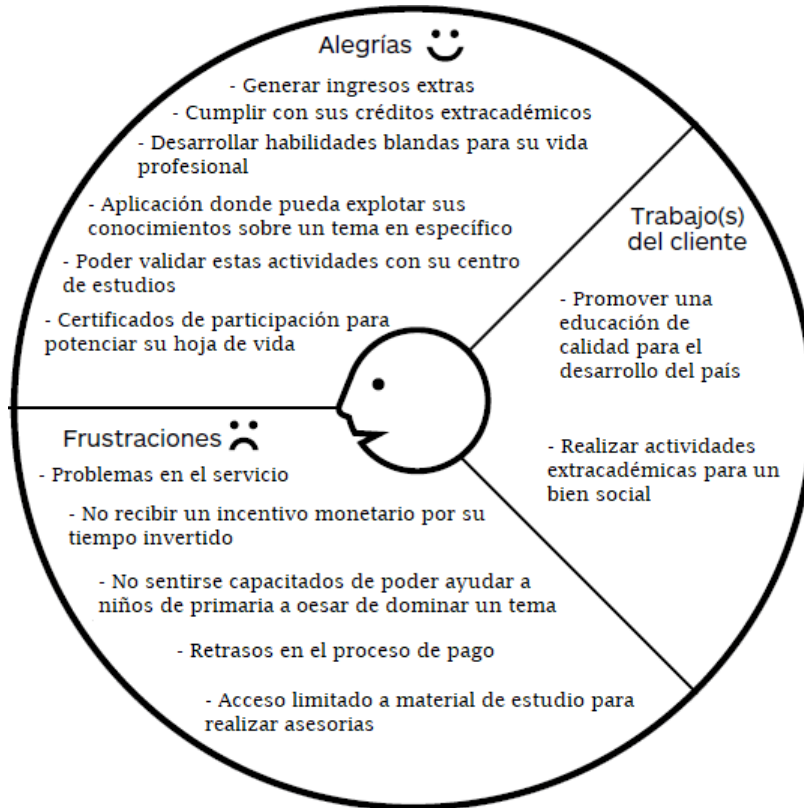 Alegrías
- Generar ingresos extras
- Cumplir con sus créditos extracadémicos
- Desarrollar habilidades blandas para su vida
profesional
- Aplicación donde pueda explotar sus
conocimientos sobre un tema en específico
- Poder validar estas actividades con su centro
de estudios
- Certificados de participación para
potenciar su hoja de vida
Trabajo(s)
del cliente
- Promover una
educación de
calidad para el
desarrollo del país
- Realizar actividades
extracadémicas para un
bien social
Frustraciones
- Problemas en el servicio
- No recibir un incentivo monetario por su
tiempo invertido
- No sentirse capacitados de poder ayudar a
niños de primaria a oesar de dominar un tema
- Retrasos en el proceso de pago
- Acceso limitado a material de estudio para
realizar asesorias